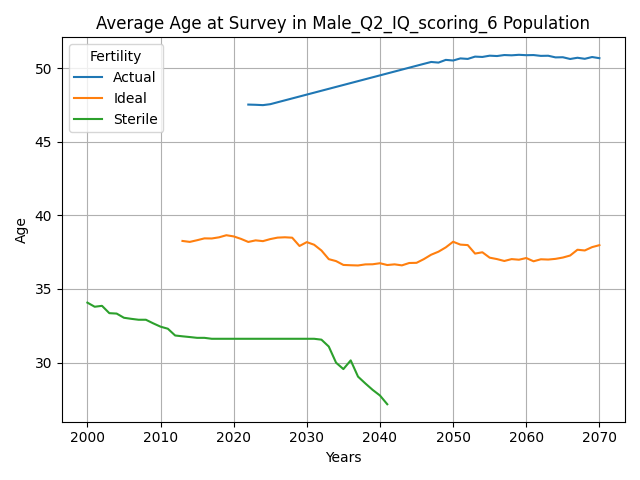 Average Age at Survey in Male_Q2_IQ_scoring_6 Population
Fertility
Actual
Ideal
Sterile
Age
50
45
40
35
30
2000 2010 2020 2030 2040 2050 2060 2070
Years